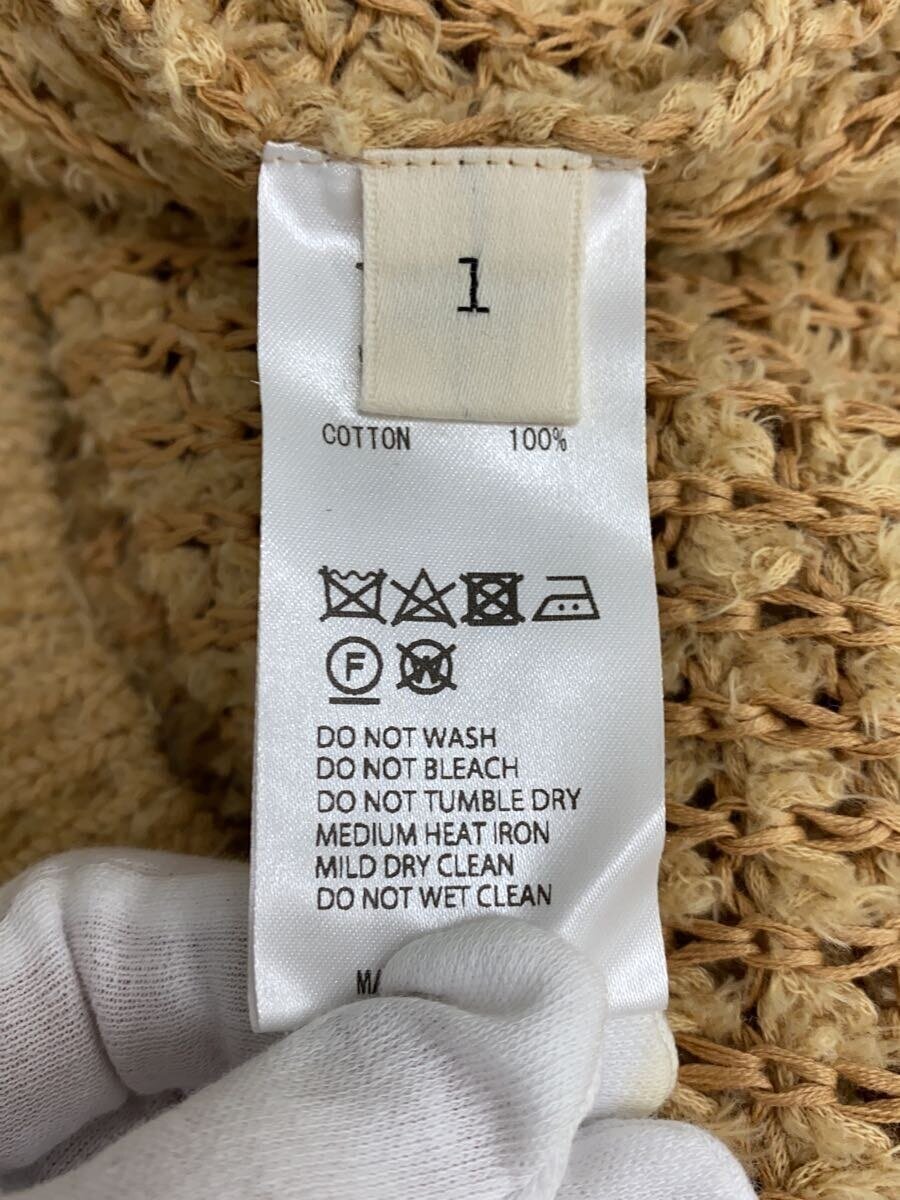 1
COTTON 100%
F W
DO NOT WASH
DO NOT BLEACH
DO NOT TUMBLE DRY
MEDIUM HEAT IRON
MILD DRY CLEAN
DO NOT WET CLEAN